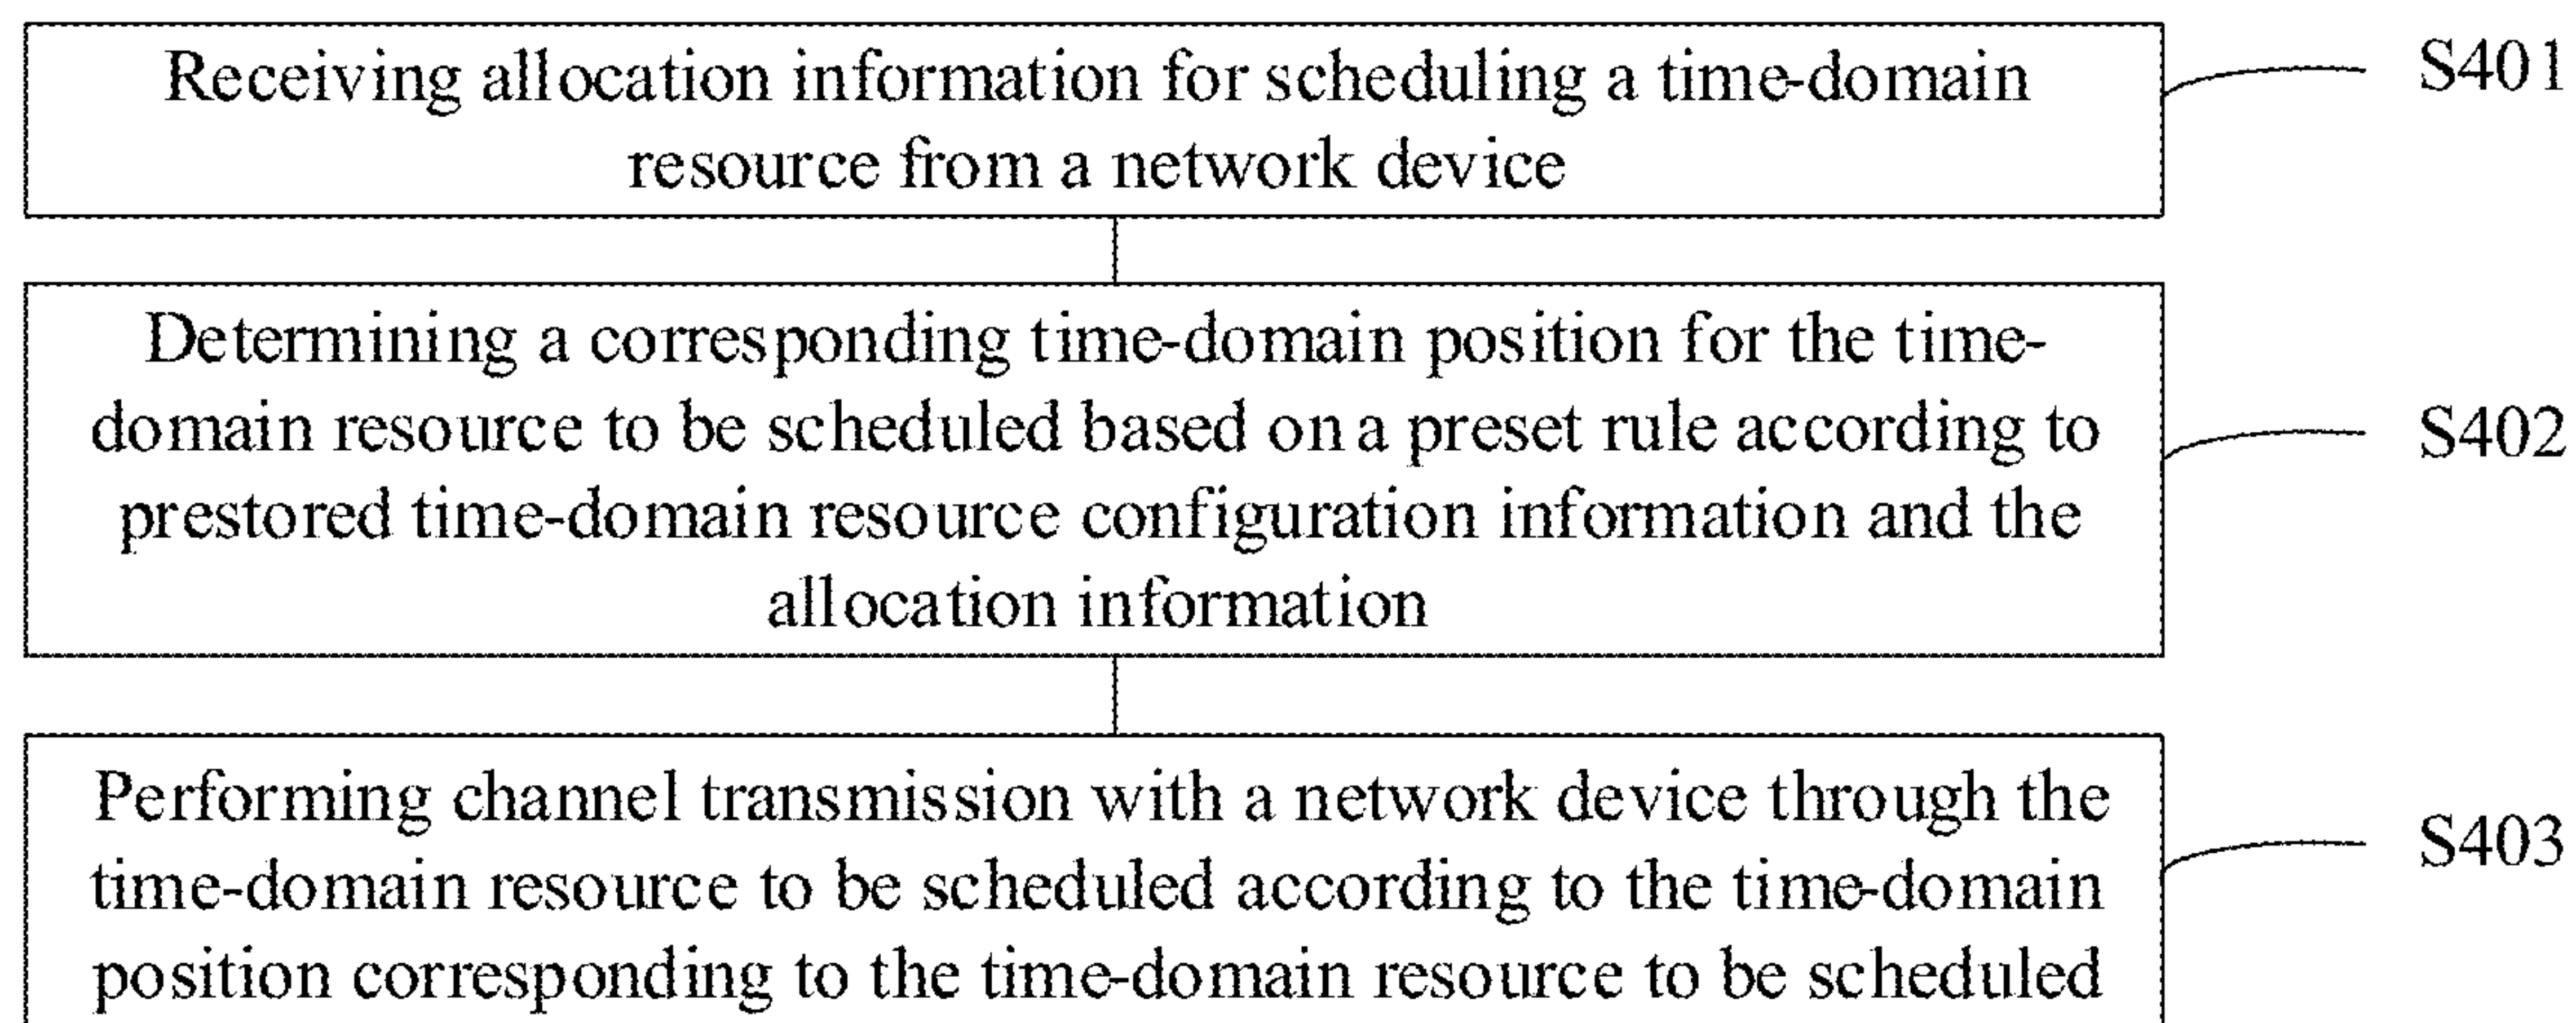 Receiving allocation information for scheduling a time-domain
resource from a network device
S401
Determining a corresponding time-domain position for the time-
domain resource to be scheduled based on a preset rule according to
prestored time-domain resource configuration information and the
allocation information
S402
Performing channel transmission with a network device through the
time-domain resource to be scheduled according to the time-domain
position corresponding to the time-domain resource to be scheduled
S403